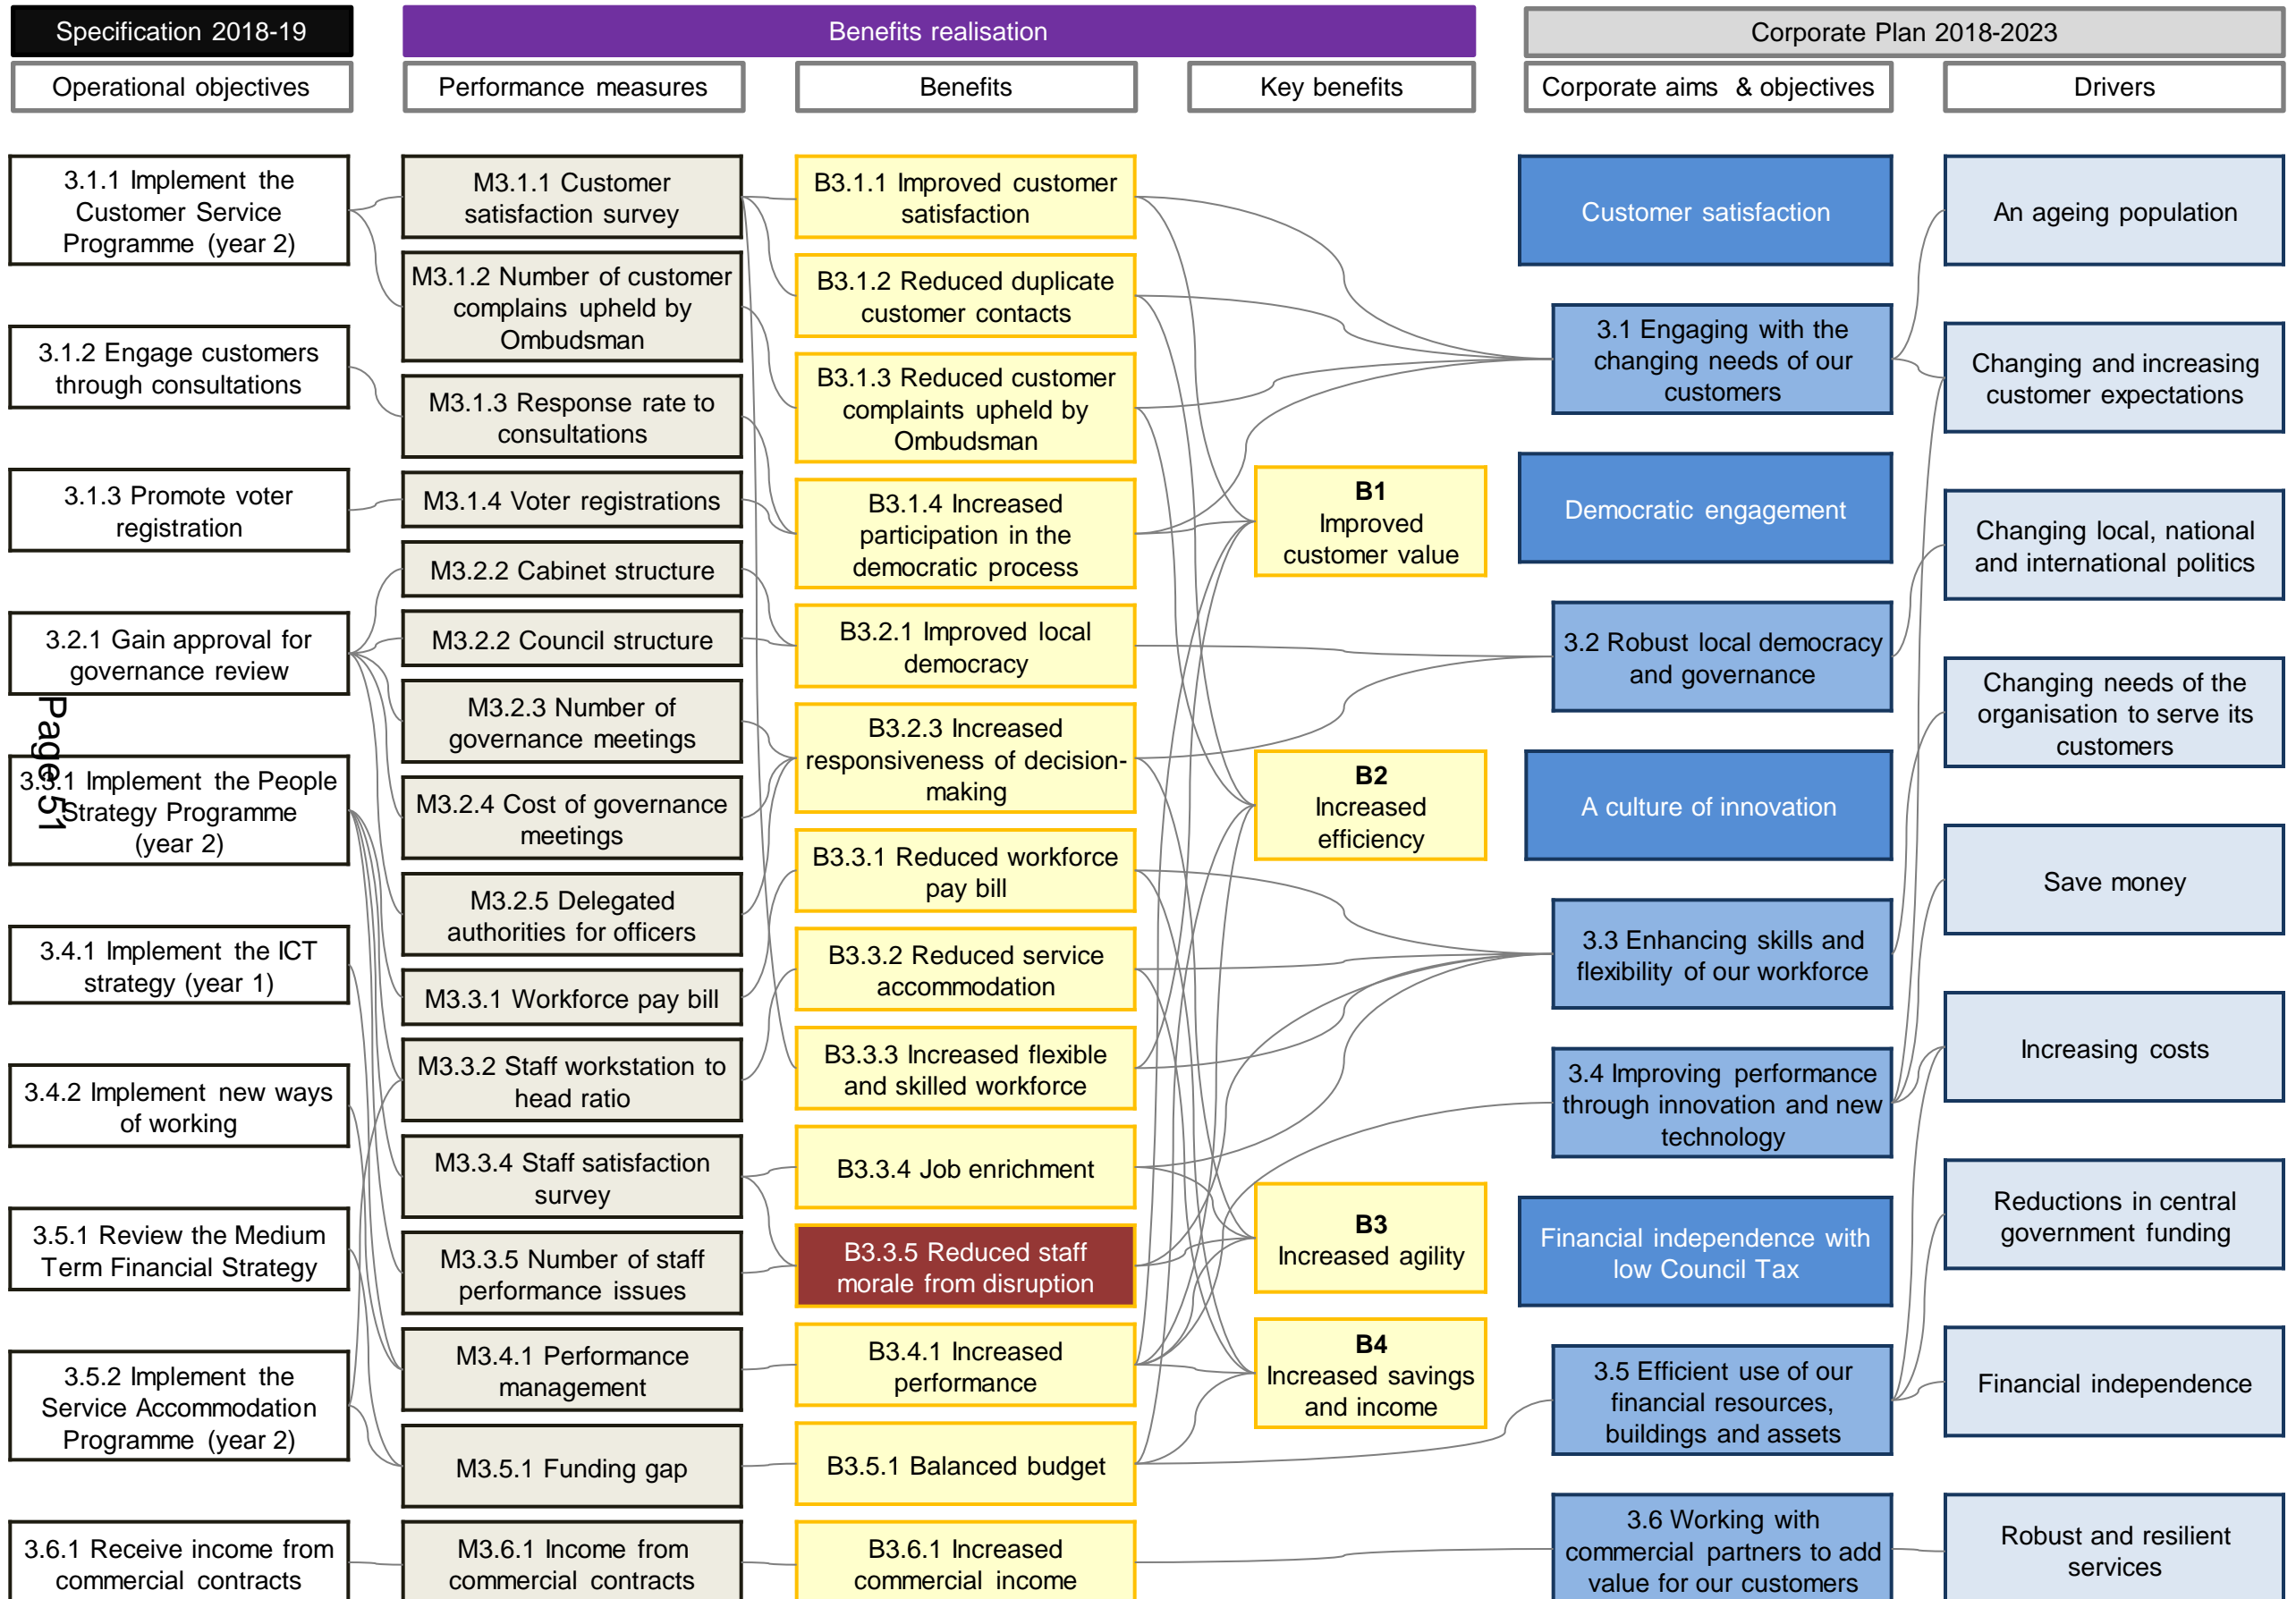 Specification 2018-19
Benefits realisation
Corporate Plan 2018-2023
Operational objectives
Performance measures
Benefits
Key benefits
Corporate aims & objectives
Drivers
3.1.1 Implement the
Customer Service
Programme (year 2)
3.1.2 Engage customers
through consultations
3.1.3 Promote voter
registration
3.2.1 Gain approval for
governance review
Page 51
3.3.1 Implement the People
Strategy Programme
(year 2)
3.4.1 Implement the ICT
strategy (year 1)
3.4.2 Implement new ways
of working
3.5.1 Review the Medium
Term Financial Strategy
3.5.2 Implement the
Service Accommodation
Programme (year 2)
3.6.1 Receive income from
commercial contracts
M3.1.1 Customer
satisfaction survey
M3.1.2 Number of customer
complains upheld by
Ombudsman
M3.1.3 Response rate to
consultations
M3.1.4 Voter registrations
M3.2.2 Cabinet structure
M3.2.2 Council structure
M3.2.3 Number of
governance meetings
M3.2.4 Cost of governance
meetings
M3.2.5 Delegated
authorities for officers
M3.3.1 Workforce pay bill
M3.3.2 Staff workstation to
head ratio
M3.3.4 Staff satisfaction
survey
M3.3.5 Number of staff
performance issues
M3.4.1 Performance
management
M3.5.1 Funding gap
M3.6.1 Income from
commercial contracts
B3.1.1 Improved customer
satisfaction
B3.1.2 Reduced duplicate
customer contacts
B3.1.3 Reduced customer
complaints upheld by
Ombudsman
B3.1.4 Increased
participation in the
democratic process
B3.2.1 Improved local
democracy
B3.2.3 Increased
responsiveness of decision-
making
B3.3.1 Reduced workforce
pay bill
B3.3.2 Reduced service
accommodation
B3.3.3 Increased flexible
and skilled workforce
B3.3.4 Job enrichment
B3.3.5 Reduced staff
morale from disruption
B3.4.1 Increased
performance
B3.5.1 Balanced budget
B3.6.1 Increased
commercial income
B1
Improved
customer value
B2
Increased
efficiency
B3
Increased agility
B4
Increased savings
and income
Customer satisfaction
3.1 Engaging with the
changing needs of our
customers
Democratic engagement
3.2 Robust local democracy
and governance
A culture of innovation
3.3 Enhancing skills and
flexibility of our workforce
3.4 Improving performance
through innovation and new
technology
Financial independence with
low Council Tax
3.5 Efficient use of our
financial resources,
buildings and assets
3.6 Working with
commercial partners to add
value for our customers
An ageing population
Changing and increasing
customer expectations
Changing local, national
and international politics
Changing needs of the
organisation to serve its
customers
Save money
Increasing costs
Reductions in central
government funding
Financial independence
Robust and resilient
services